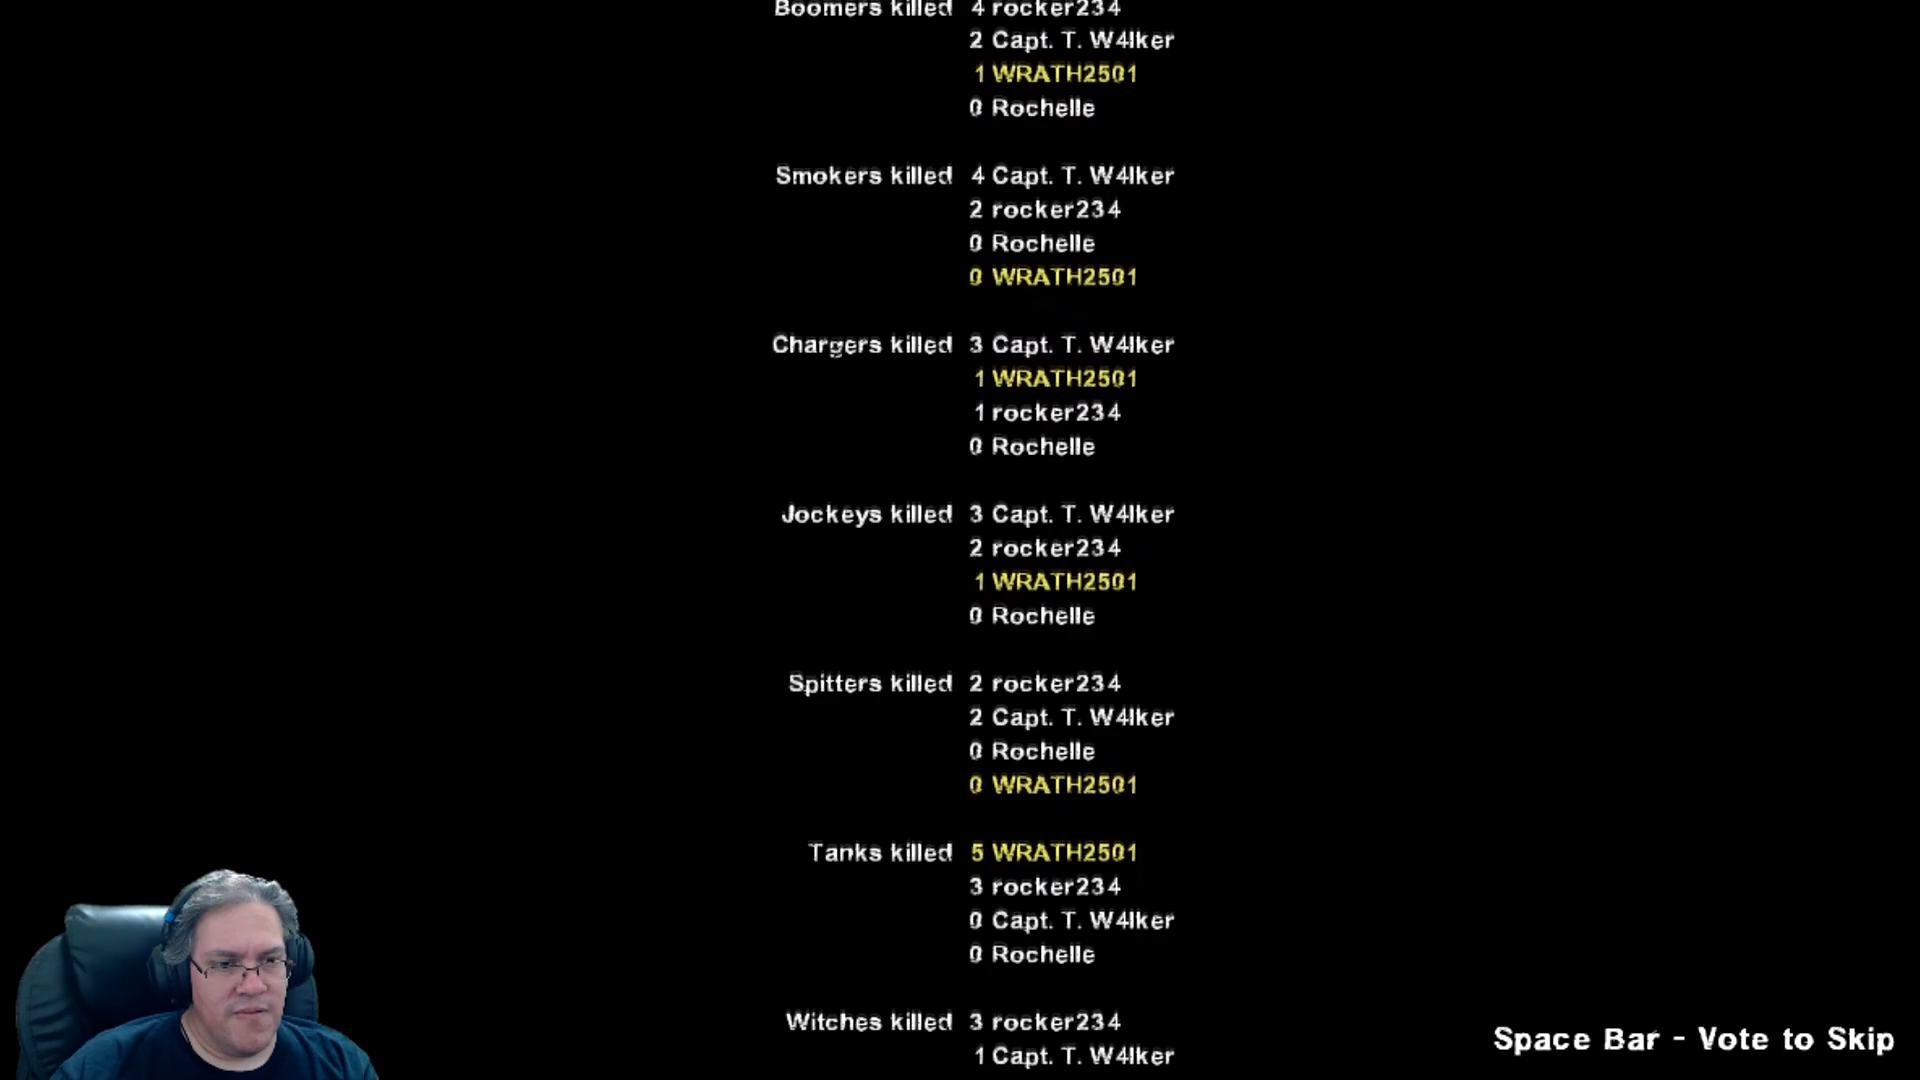 Boomers killed 4 rocker234
2 Capt. T. W4lker
1 WRATH2501
0 Rochelle
Smokers killed 4 Capt. T. W4lker
2 rocker234
0 Rochelle
0 WRATH2501
Chargers killed 3 Capt. T. W4lker
1 WRATH2501
1 rocker234
0 Rochelle
Jockeys killed 3 Capt. T. W4lker
2 rocker234
1 WRATH2501
0 Rochelle
Spitters killed 2 rocker234
2 Capt. T. W4lker
0 Rochelle
0 WRATH2501
Tanks killed 5 WRATH2501
3 rocker234
0 Capt. T. W4lker
0 Rochelle
Witches killed 3 rocker234
1 Capt. T. W4lker
Space Bar - Vote to Skip